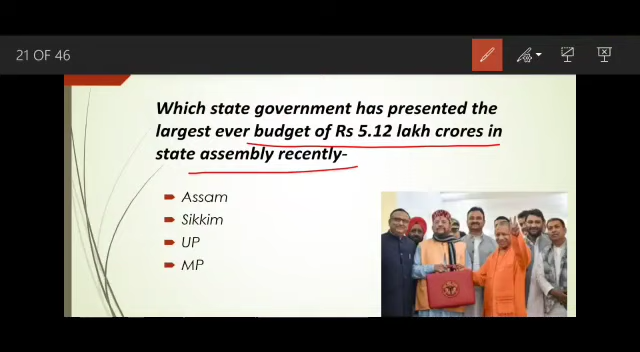 21 OF 46
Which state government has presented the
largest ever budget of Rs 5.12 lakh crores in
state assembly recently-
Assam
Sikkim
UP
MP